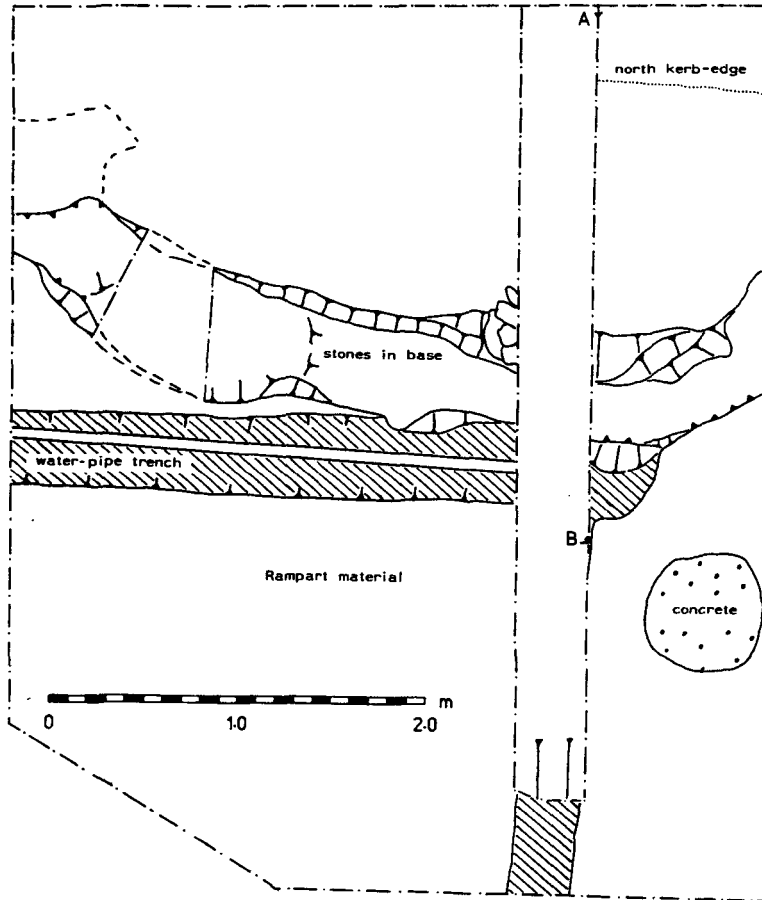 A
north kerb-edge
stones in base
water-pipe trench
B
Rampart material
concrete
m
0 1.0 2.0